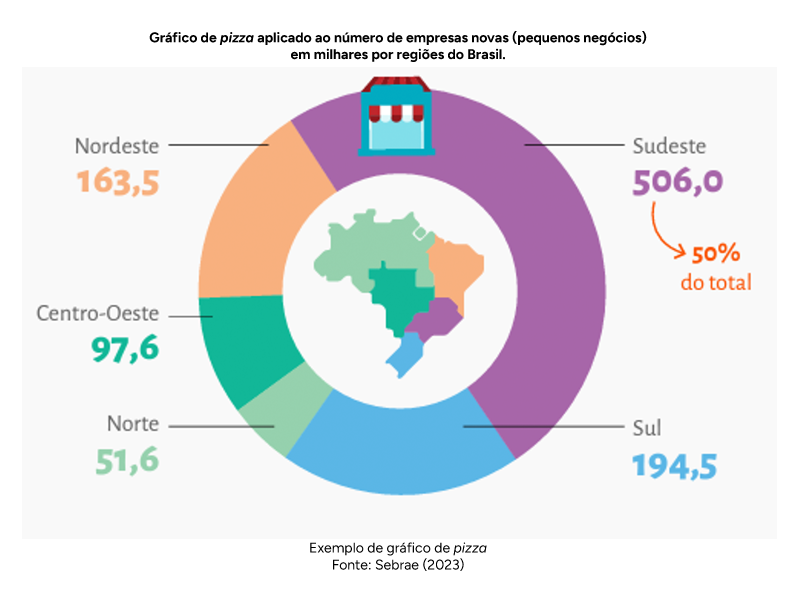 Gráfico de pizza aplicado ao número de empresas novas (pequenos negócios)
em milhares por regiões do Brasil.
Nordeste
163,5
Sudeste
506,0
50%
do total
Centro-Oeste
97,6
Norte
51,6
Sul
194,5
Exemplo de gráfico de pizza
Fonte: Sebrae (2023)